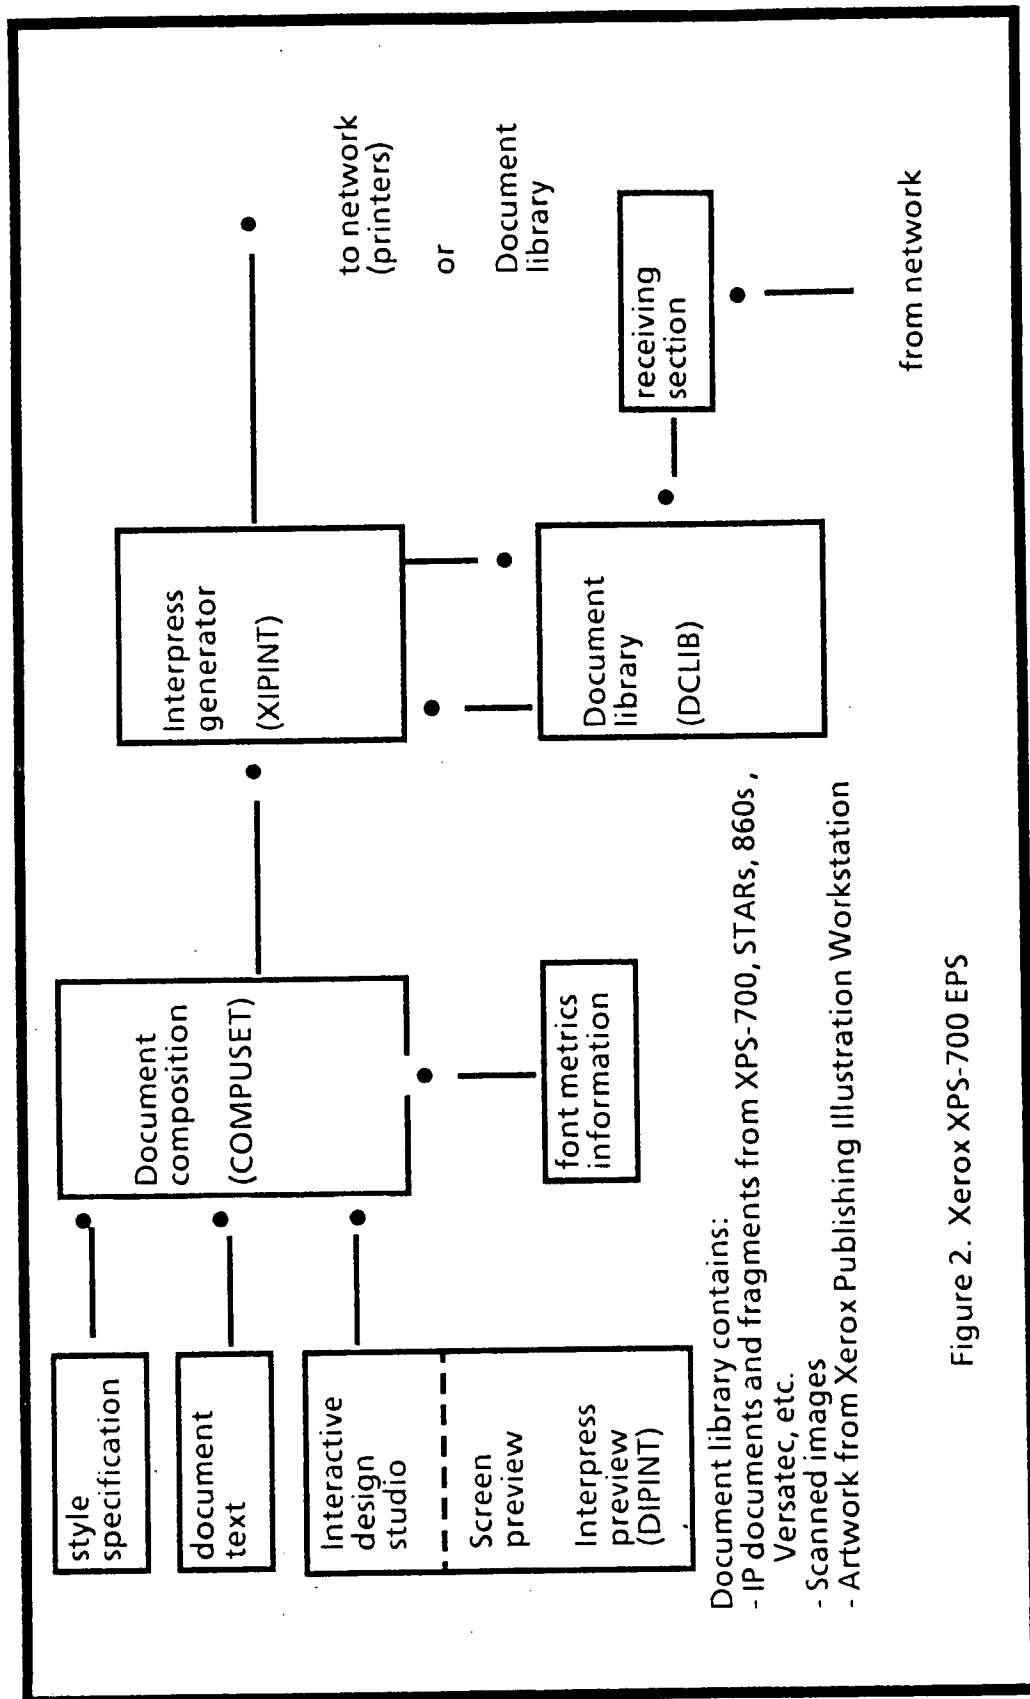 style
specification
document
text
Interactive
design
studio
Screen
preview
Interpress
preview
(DIPINT)
Document
composition
(COMPUSET)
font metrics
information
Interpress
generator
(XIPINT)
Document
library
(DCLIB)
receiving
section
to network
(printers)
or
Document
library
from network
Document library contains:
- IP documents and fragments from XPS-700, STARs, 860s,
Versatec, etc.
- Scanned images
- Artwork from Xerox Publishing Illustration Workstation
Figure 2. Xerox XPS-700 EPS